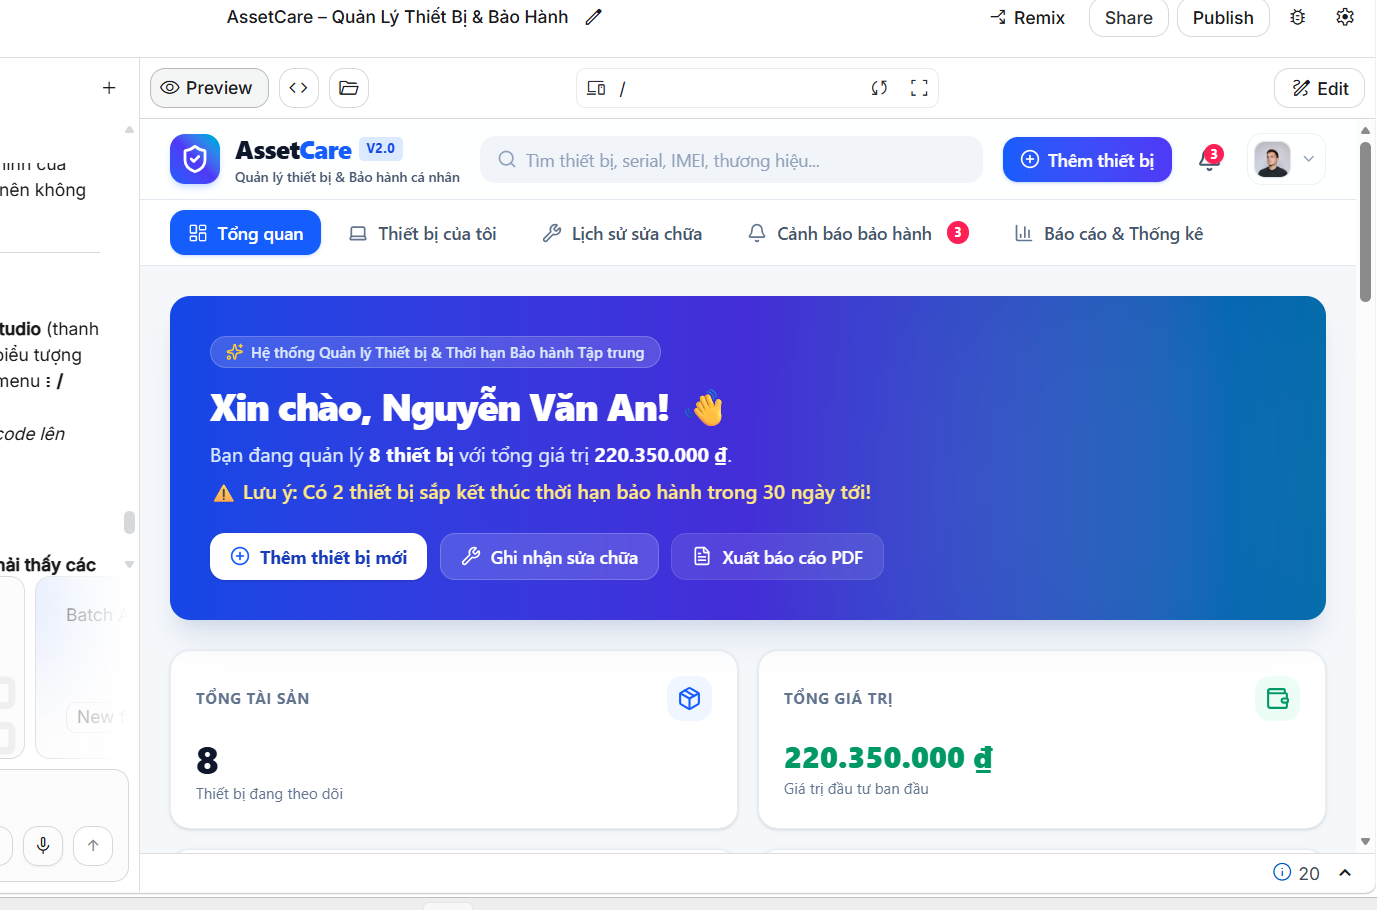 AssetCare – Quản Lý Thiết Bị & Bảo Hành
Remix
Share
Publish
Preview
/
Edit
nên không
tudio (thanh
biểu tượng
menu ⋮ /
code lên
hải thấy các
Batch A
New f
AssetCare V2.0
Quản lý thiết bị & Bảo hành cá nhân
Tìm thiết bị, serial, IMEI, thương hiệu...
Thêm thiết bị
3
Tổng quan
Thiết bị của tôi
Lịch sử sửa chữa
Cảnh báo bảo hành 3
Báo cáo & Thống kê
Hệ thống Quản lý Thiết bị & Thời hạn Bảo hành Tập trung
Xin chào, Nguyễn Văn An! 👋
Bạn đang quản lý 8 thiết bị với tổng giá trị 220.350.000 ₫.
⚠️ Lưu ý: Có 2 thiết bị sắp kết thúc thời hạn bảo hành trong 30 ngày tới!
Thêm thiết bị mới
Ghi nhận sửa chữa
Xuất báo cáo PDF
TỔNG TÀI SẢN
8
Thiết bị đang theo dõi
TỔNG GIÁ TRỊ
220.350.000 ₫
Giá trị đầu tư ban đầu
20